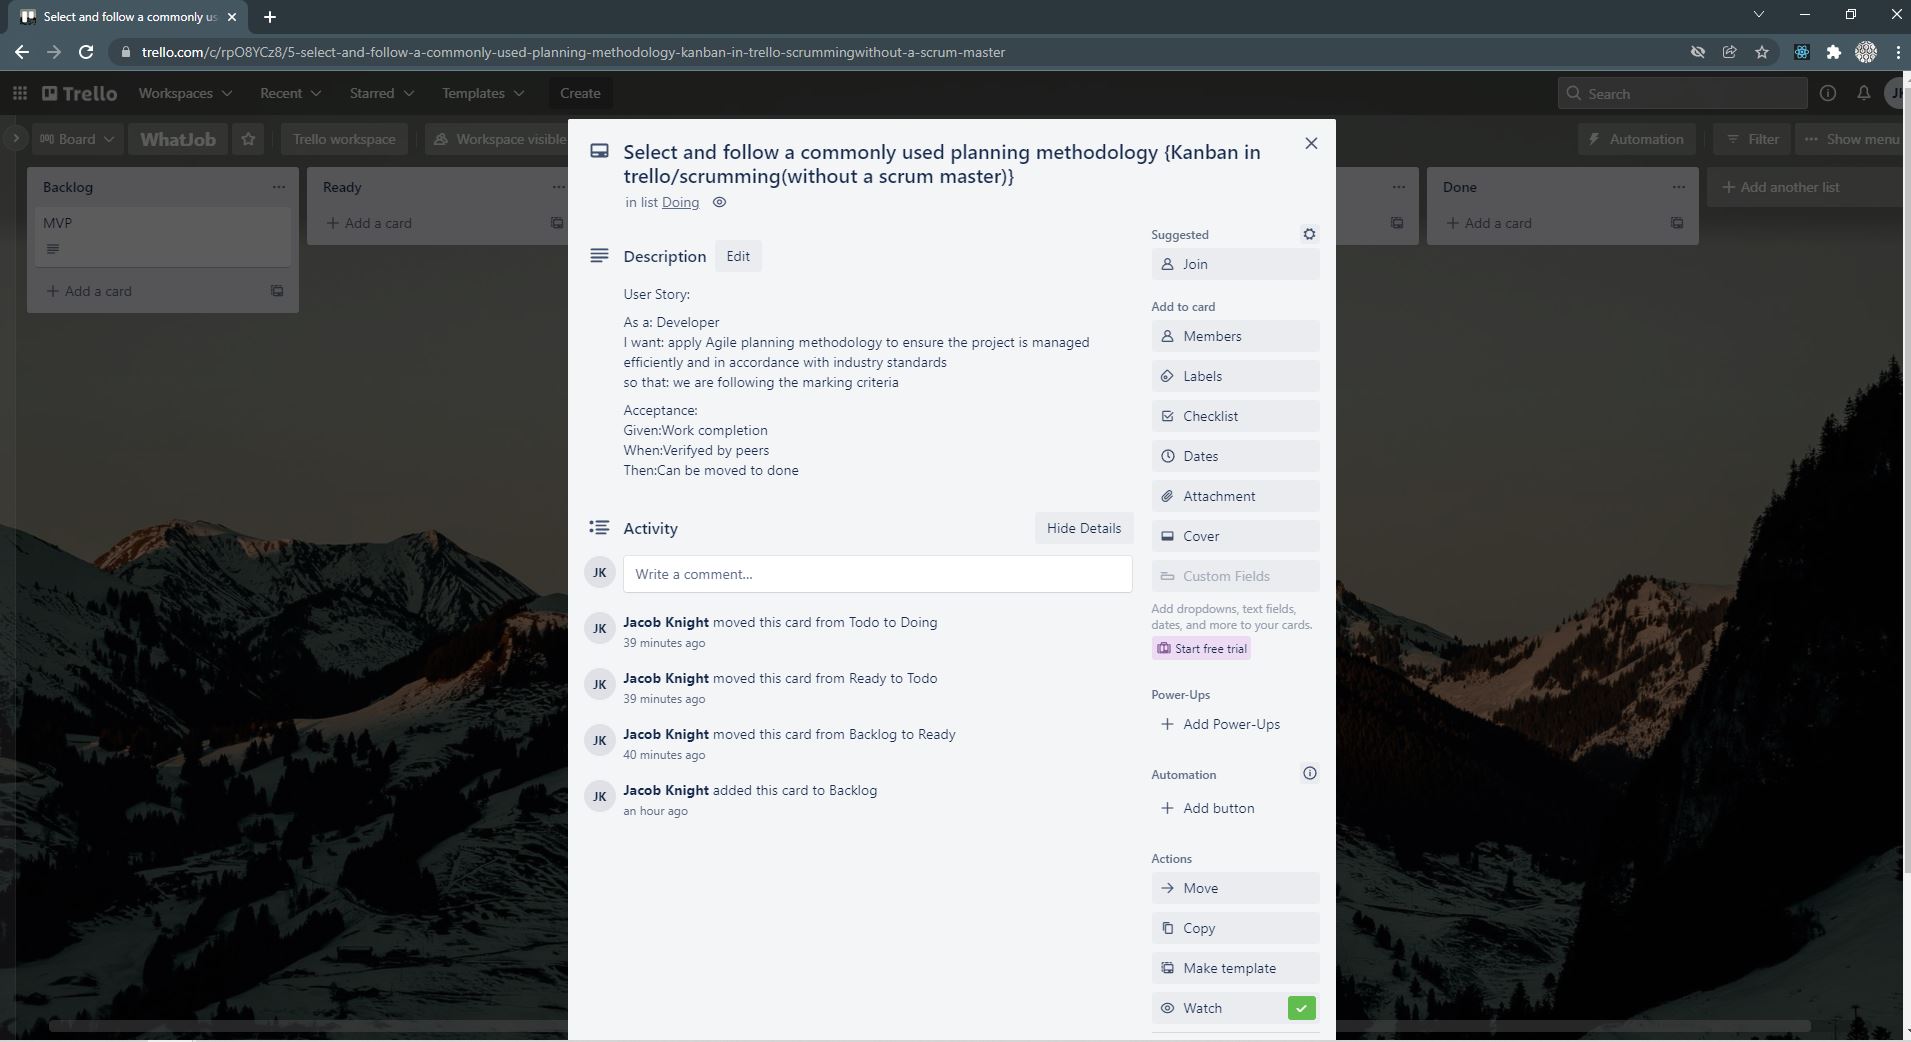 Select and follow a commonly us
trello.com/c/rpO8YCz8/5-select-and-follow-a-commonly-used-planning-methodology-kanban-in-trello-scrummingwithout-a-scrum-master
Trello Workspaces Recent Starred Templates Create Search JK
Board WhatJob Trello workspace Workspace visible Automation Filter Show menu
Backlog
MVP
+ Add a card
Ready
+ Add a card
Select and follow a commonly used planning methodology {Kanban in
trello/scrumming(without a scrum master)}
in list Doing
Description Edit
User Story:
As a: Developer
I want: apply Agile planning methodology to ensure the project is managed
efficiently and in accordance with industry standards
so that: we are following the marking criteria
Acceptance:
Given:Work completion
When:Verifyed by peers
Then:Can be moved to done
Activity Hide Details
JK Write a comment...
JK Jacob Knight moved this card from Todo to Doing
39 minutes ago
JK Jacob Knight moved this card from Ready to Todo
39 minutes ago
JK Jacob Knight moved this card from Backlog to Ready
40 minutes ago
JK Jacob Knight added this card to Backlog
an hour ago
Suggested
Join
Add to card
Members
Labels
Checklist
Dates
Attachment
Cover
Custom Fields
Add dropdowns, text fields,
dates, and more to your cards.
Start free trial
Power-Ups
+ Add Power-Ups
Automation
+ Add button
Actions
Move
Copy
Make template
Watch
Done
+ Add a card
+ Add another list